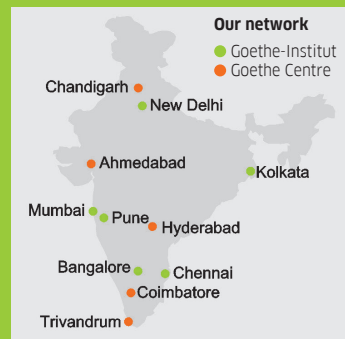 Our network
Goethe-Institut
Goethe Centre
Chandigarh
New Delhi
Ahmedabad
Kolkata
Mumbai
Pune
Hyderabad
Bangalore
Chennai
Coimbatore
Trivandrum